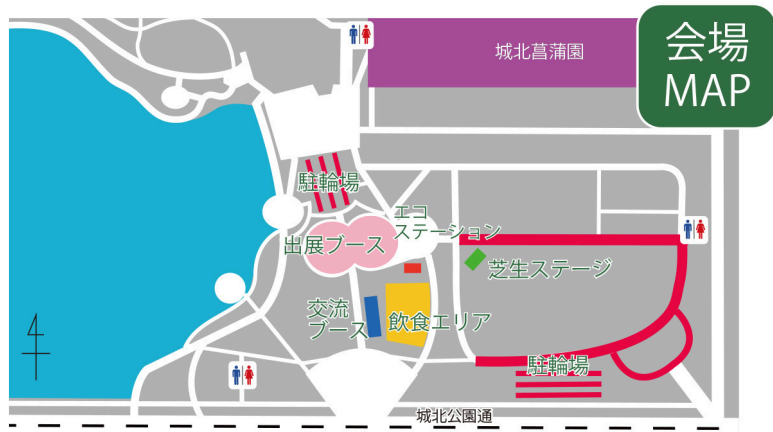 会場
MAP
城北菖蒲園
駐輪場
エコ
ステーション
出展ブース
芝生ステージ
交流
ブース
飲食エリア
駐輪場
城北公園通
4